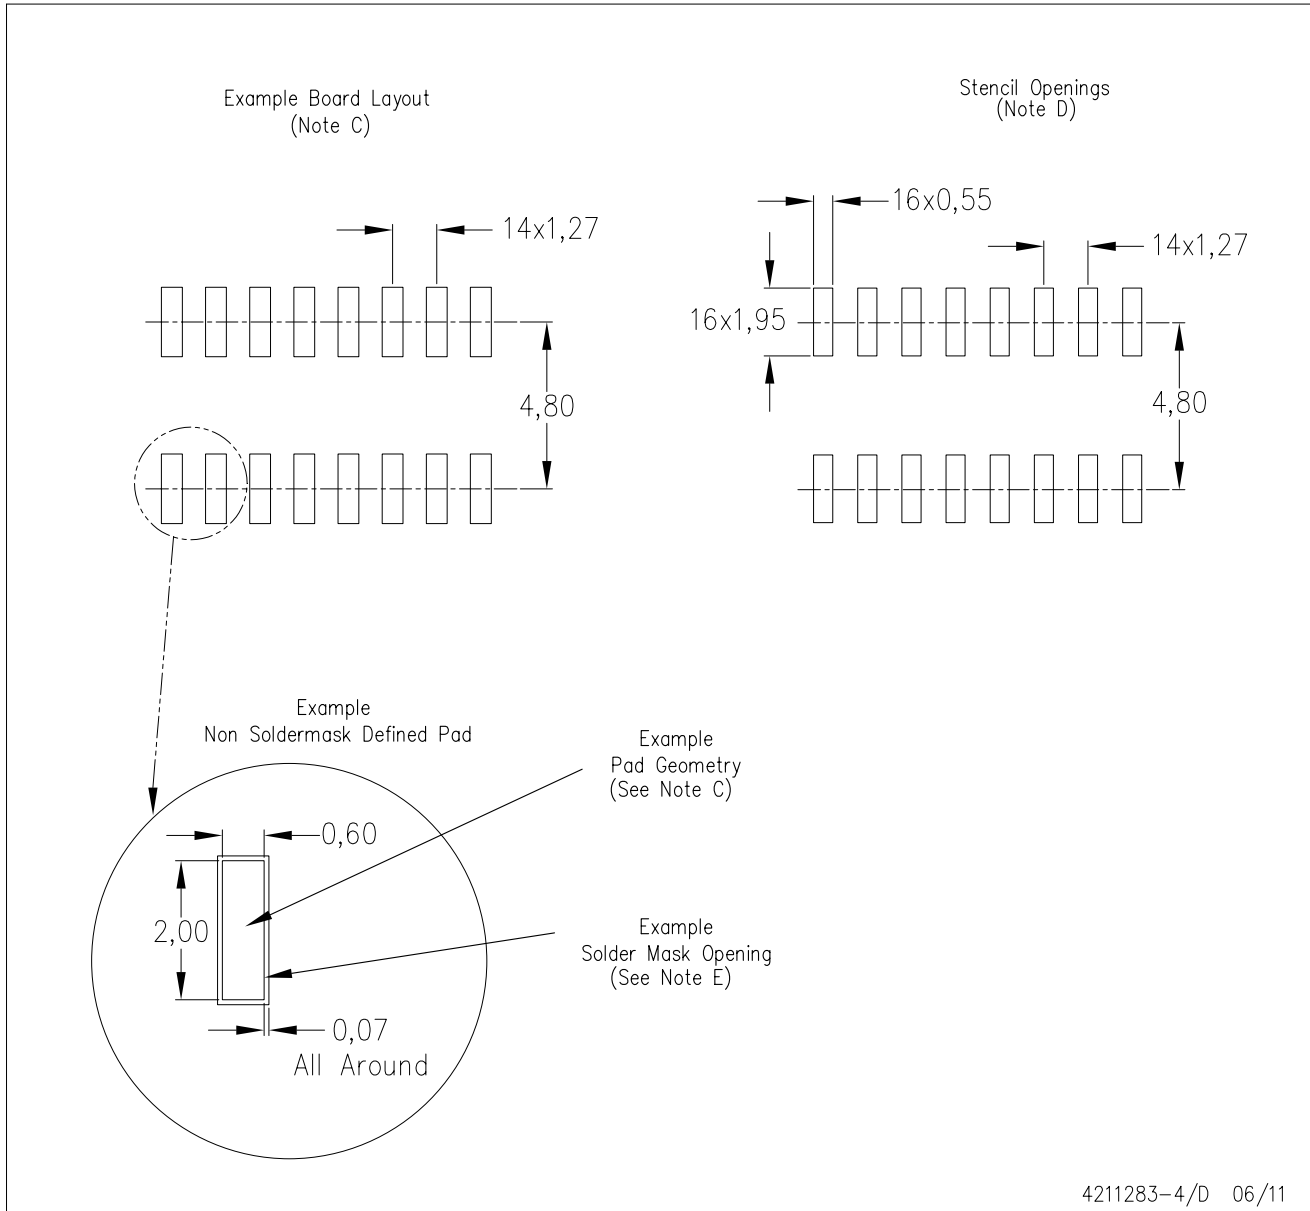 Example Board Layout
(Note C)
Stencil Openings
(Note D)
14x1,27
4,80
16x0,55
14x1,27
16x1,95
4,80
Example
Non Soldermask Defined Pad
Example
Pad Geometry
(See Note C)
0,60
2,00
Example
Solder Mask Opening
(See Note E)
0,07
All Around
4211283-4/D 06/11